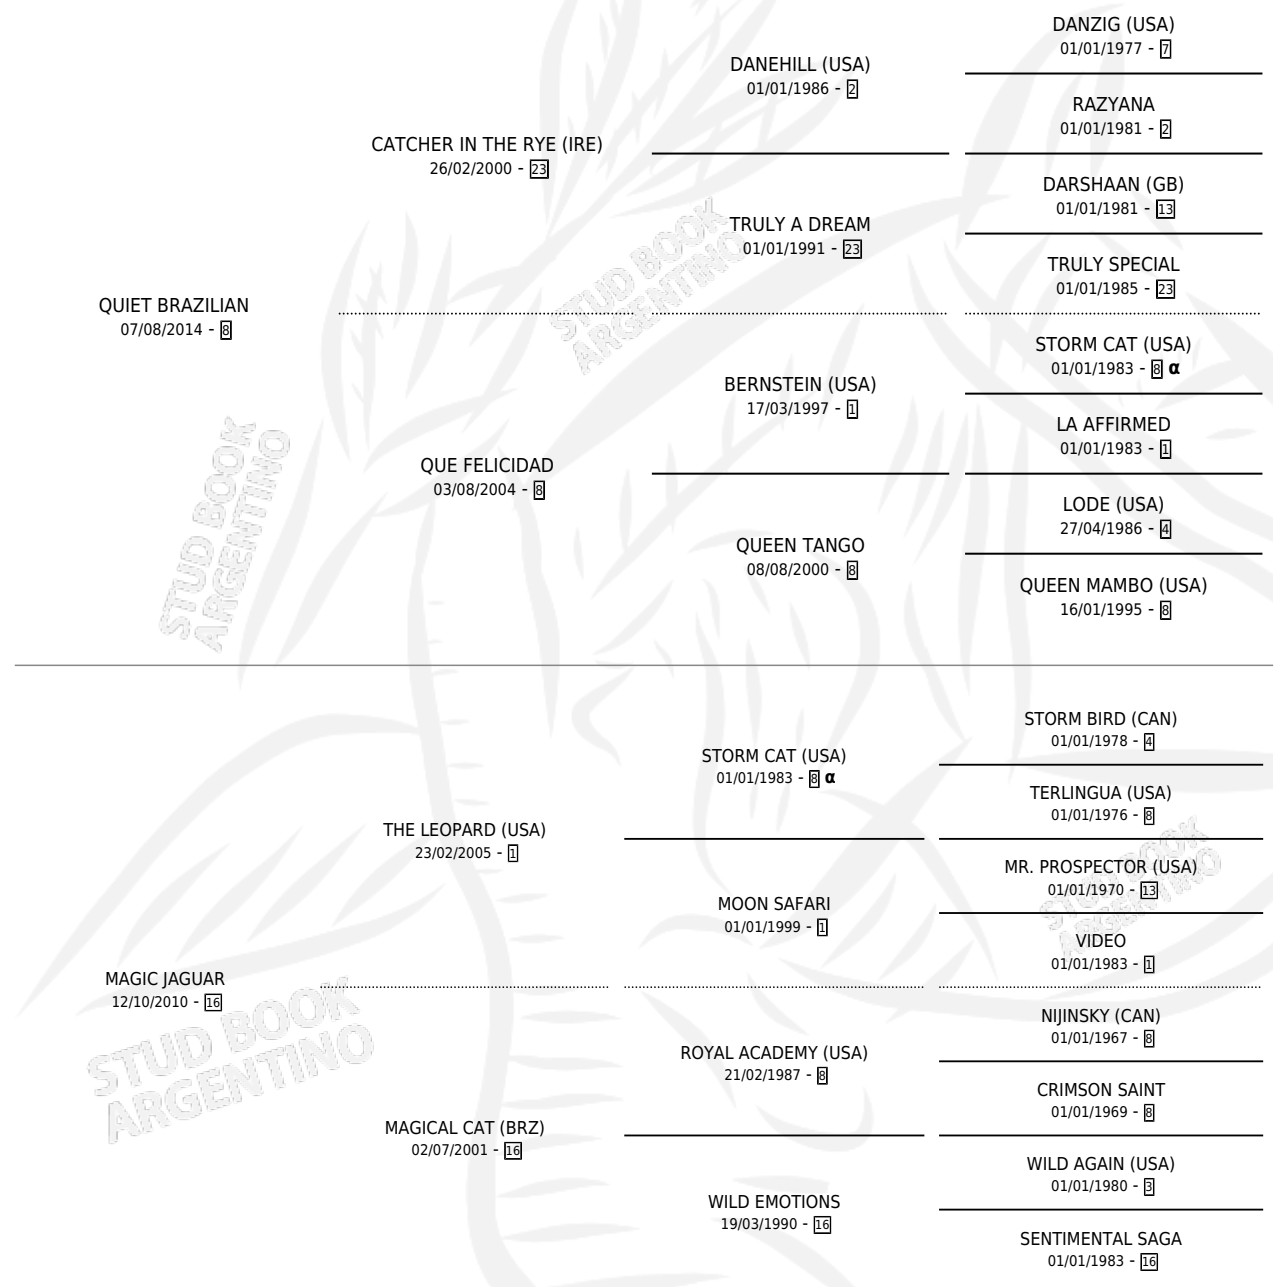 DANZIG (USA)
01/01/1977 - 7
DANEHILL (USA)
01/01/1986 - 2
RAZYANA
01/01/1981 - 2
CATCHER IN THE RYE (IRE)
26/02/2000 - 23
DARSHAAN (GB)
01/01/1981 - 13
TRULY A DREAM
01/01/1991 - 23
TRULY SPECIAL
01/01/1985 - 23
QUIET BRAZILIAN
07/08/2014 - 8
STORM CAT (USA)
01/01/1983 - 8 α
BERNSTEIN (USA)
17/03/1997 - 1
LA AFFIRMED
01/01/1983 - 1
QUE FELICIDAD
03/08/2004 - 8
LODE (USA)
27/04/1986 - 4
QUEEN TANGO
08/08/2000 - 8
QUEEN MAMBO (USA)
16/01/1995 - 8
STORM BIRD (CAN)
01/01/1978 - 4
STORM CAT (USA)
01/01/1983 - 8 α
TERLINGUA (USA)
01/01/1976 - 8
THE LEOPARD (USA)
23/02/2005 - 1
MR. PROSPECTOR (USA)
01/01/1970 - 13
MOON SAFARI
01/01/1999 - 1
VIDEO
01/01/1983 - 1
MAGIC JAGUAR
12/10/2010 - 16
NIJINSKY (CAN)
01/01/1967 - 8
ROYAL ACADEMY (USA)
21/02/1987 - 8
CRIMSON SAINT
01/01/1969 - 8
MAGICAL CAT (BRZ)
02/07/2001 - 16
WILD AGAIN (USA)
01/01/1980 - 3
WILD EMOTIONS
19/03/1990 - 16
SENTIMENTAL SAGA
01/01/1983 - 16
STUD BOOK
ARGENTINO
STUD BOOK
ARGENTINO
STUD BOOK
ARGENTINO
STUD BOOK
ARGENTINO